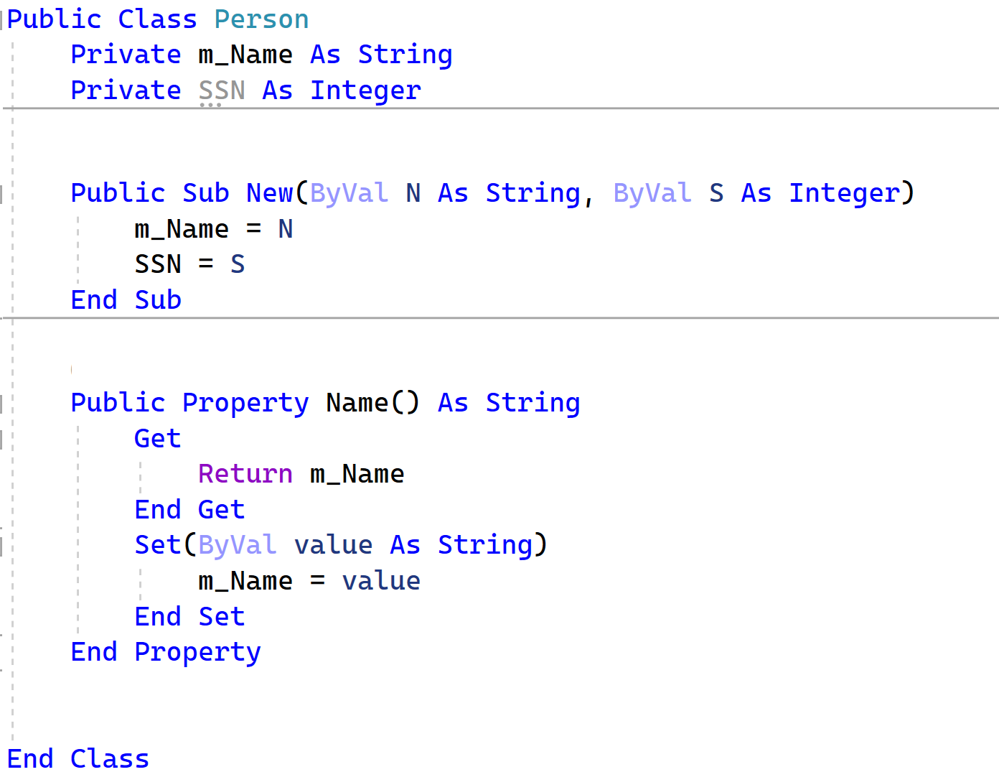 Public Class Person
    Private m_Name As String
    Private SSN As Integer
    Public Sub New(ByVal N As String, ByVal S As Integer)
        m_Name = N
        SSN = S
    End Sub
    Public Property Name() As String
        Get
            Return m_Name
        End Get
        Set(ByVal value As String)
            m_Name = value
        End Set
    End Property
End Class